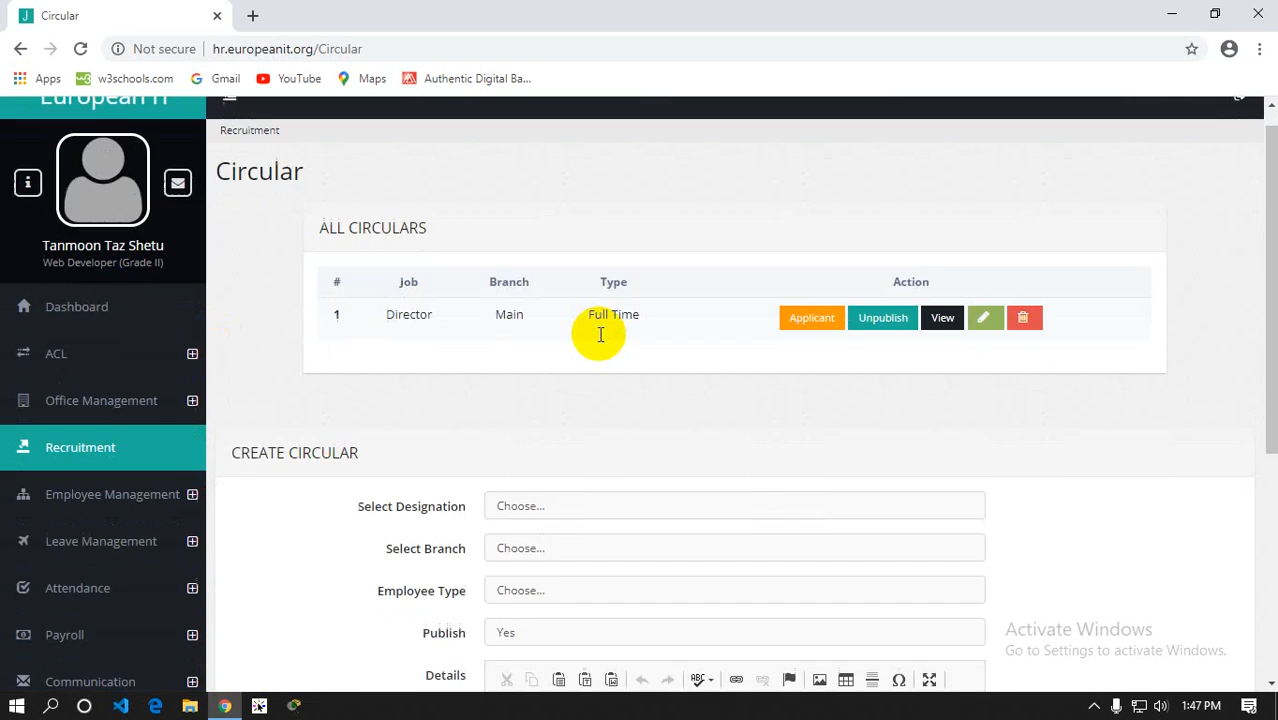 Circular
Not secure hr.europeanit.org/Circular
Apps w3schools.com Gmail YouTube Maps Authentic Digital Ba...
European IT
Recruitment
Circular
Tanmoon Taz Shetu
Web Developer (Grade II)
Dashboard
ACL
Office Management
Recruitment
Employee Management
Leave Management
Attendance
Payroll
Communication
ALL CIRCULARS
# Job Branch Type Action
1 Director Main Full Time Applicant Unpublish View
CREATE CIRCULAR
Select Designation Choose...
Select Branch Choose...
Employee Type Choose...
Publish Yes
Details
Activate Windows
Go to Settings to activate Windows.
1:47 PM